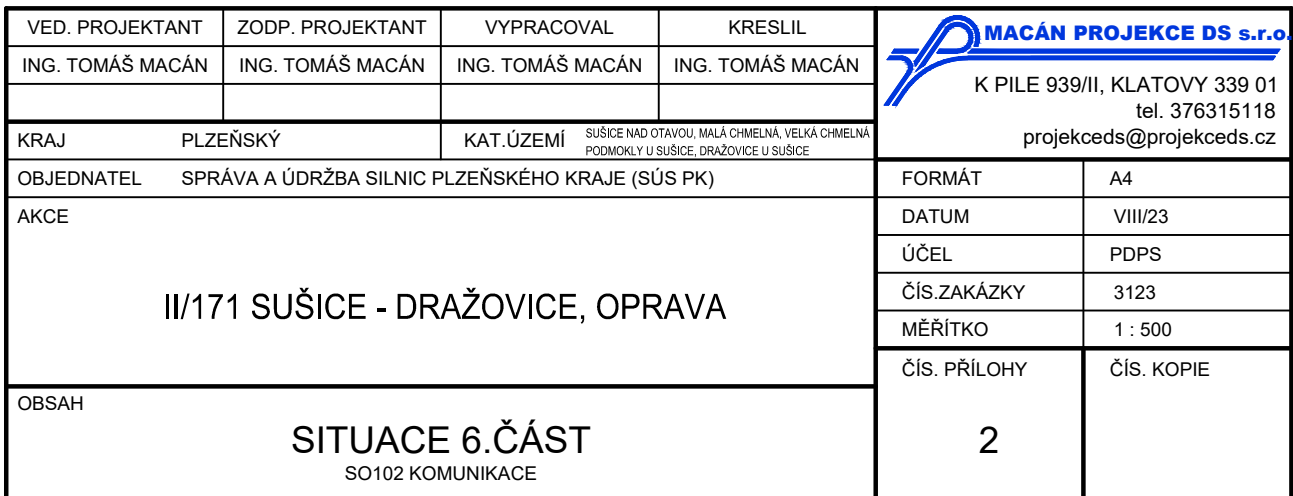 VED. PROJEKTANT ZODP. PROJEKTANT VYPRACOVAL KRESLIL
ING. TOMÁŠ MACÁN ING. TOMÁŠ MACÁN ING. TOMÁŠ MACÁN ING. TOMÁŠ MACÁN
MACÁN PROJEKCE DS s.r.o.
K PILE 939/II, KLATOVY 339 01
tel. 376315118
projekceds@projekceds.cz
KRAJ PLZEŇSKÝ KAT.ÚZEMÍ SUŠICE NAD OTAVOU, MALÁ CHMELNÁ, VELKÁ CHMELNÁ
PODMOKLY U SUŠICE, DRAŽOVICE U SUŠICE
OBJEDNATEL SPRÁVA A ÚDRŽBA SILNIC PLZEŇSKÉHO KRAJE (SÚS PK)
AKCE
II/171 SUŠICE - DRAŽOVICE, OPRAVA
FORMÁT A4
DATUM VIII/23
ÚČEL PDPS
ČÍS.ZAKÁZKY 3123
MĚŘÍTKO 1 : 500
OBSAH
SITUACE 6.ČÁST
SO102 KOMUNIKACE
ČÍS. PŘÍLOHY ČÍS. KOPIE
2